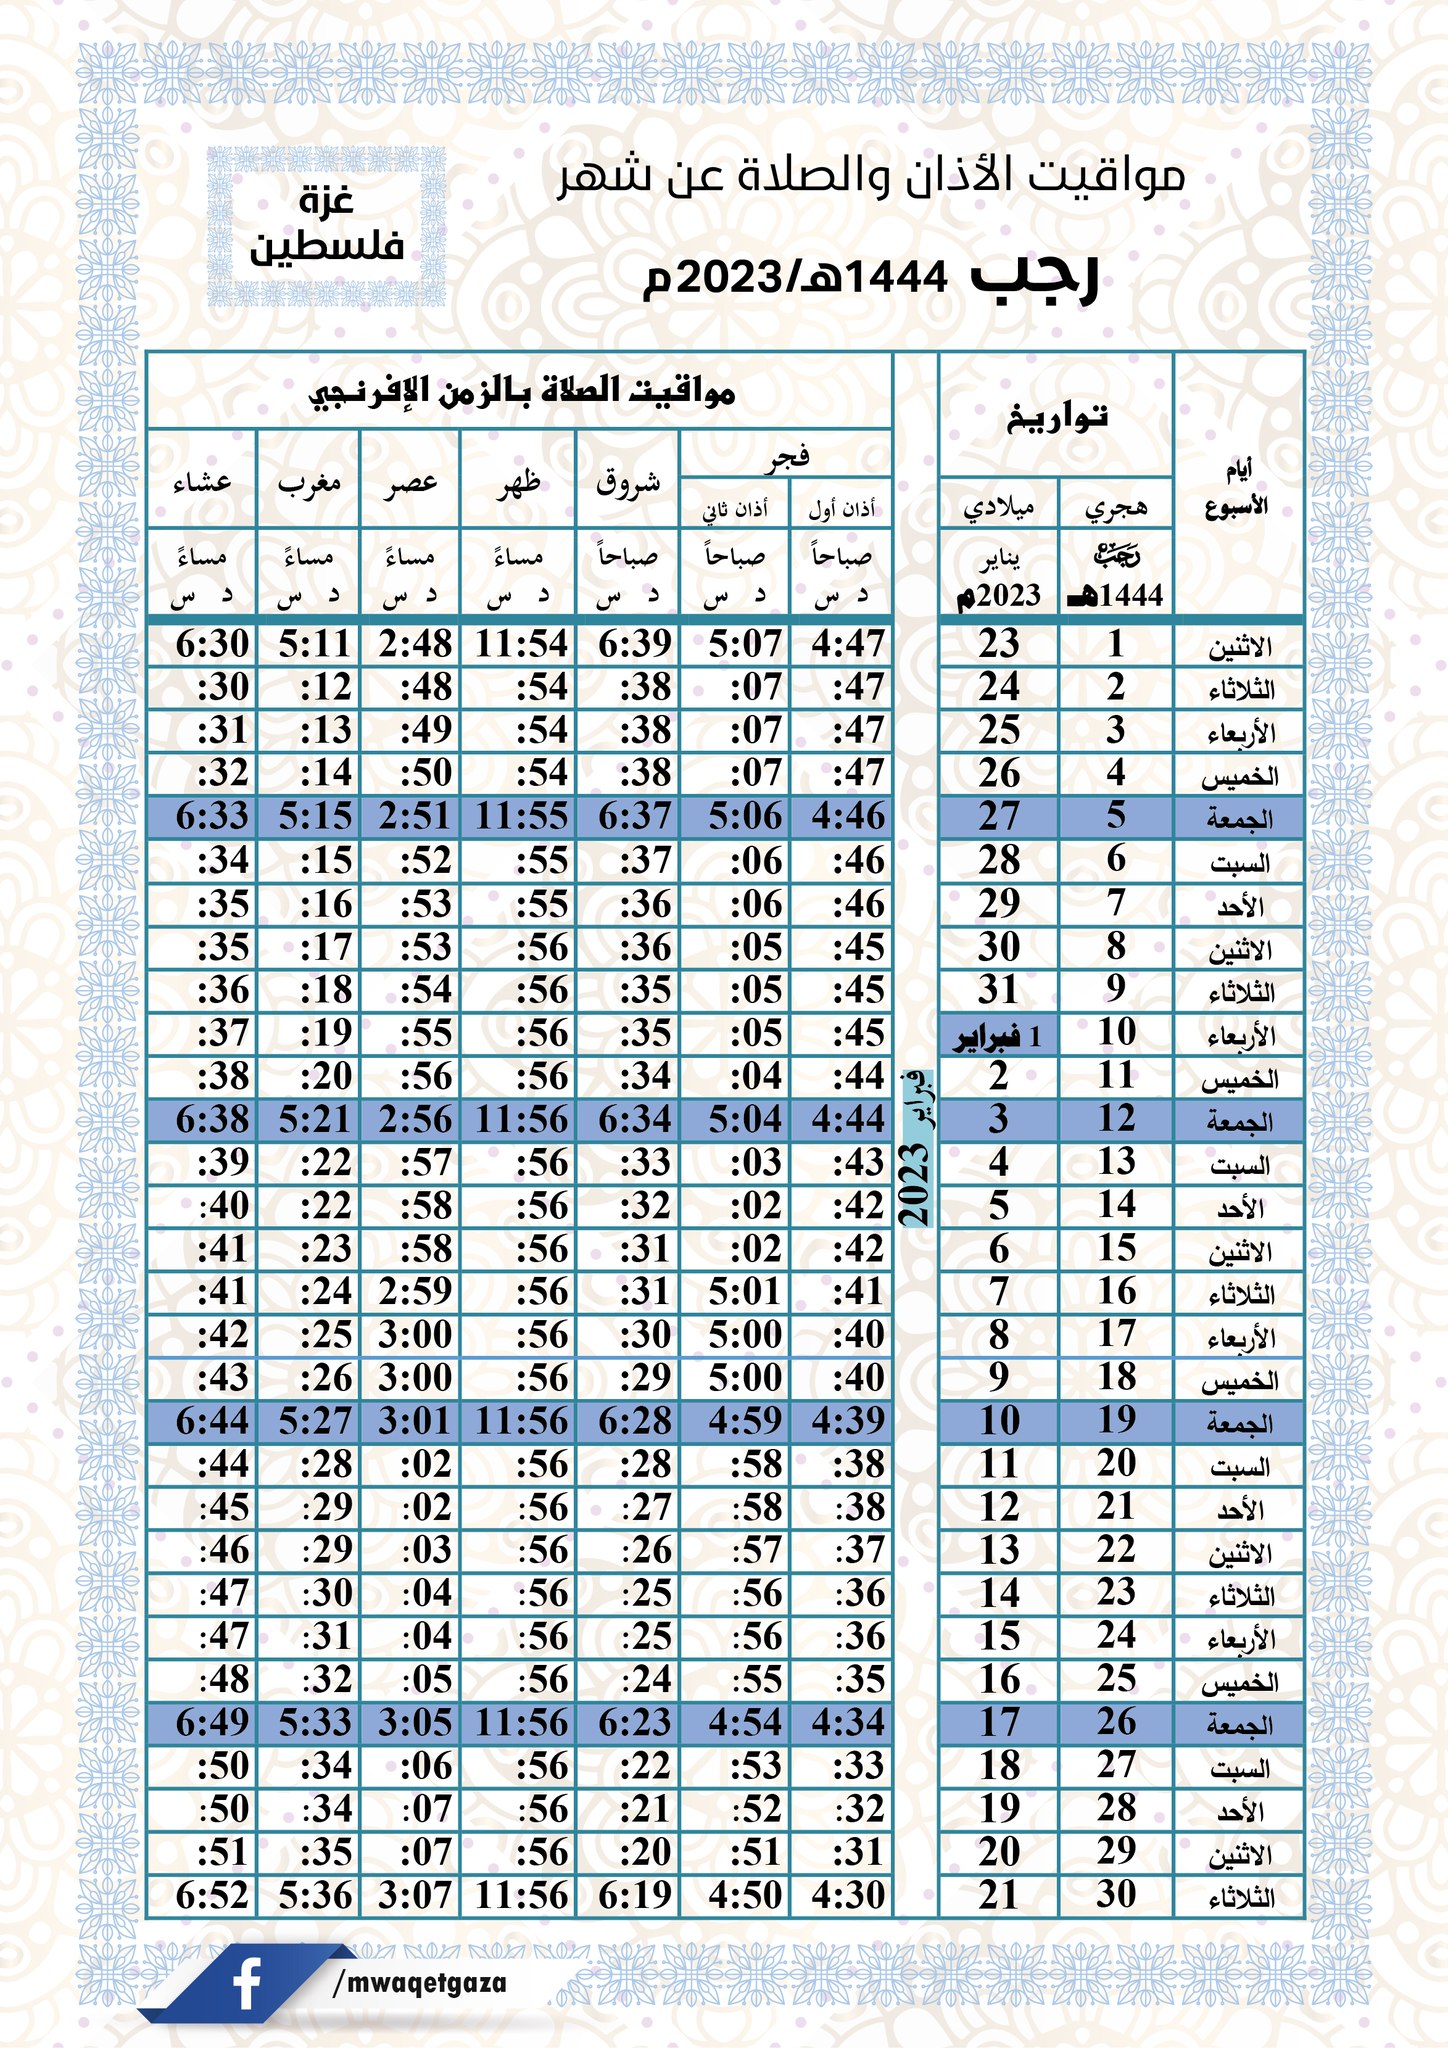 مواقيت الأذان والصلاة عن شهر
رجب 1444هـ/2023م
غزة
فلسطين
أيام الأسبوع تواريخ مواقيت الصلاة بالزمن الإفرنجي
هجري ميلادي فجر شروق ظهر عصر مغرب عشاء
أذان أول أذان ثاني
رجب يناير صباحاً صباحاً صباحاً مساءً مساءً مساءً مساءً
1444هـ 2023م د س د س د س د س د س د س د س
الاثنين 1 23 4:47 5:07 6:39 11:54 2:48 5:11 6:30
الثلاثاء 2 24 :47 :07 :38 :54 :48 :12 :30
الأربعاء 3 25 :47 :07 :38 :54 :49 :13 :31
الخميس 4 26 :47 :07 :38 :54 :50 :14 :32
الجمعة 5 27 4:46 5:06 6:37 11:55 2:51 5:15 6:33
السبت 6 28 :46 :06 :37 :55 :52 :15 :34
الأحد 7 29 :46 :06 :36 :55 :53 :16 :35
الاثنين 8 30 :45 :05 :36 :56 :53 :17 :35
الثلاثاء 9 31 :45 :05 :35 :56 :54 :18 :36
الأربعاء 10 1 فبراير :45 :05 :35 :56 :55 :19 :37
الخميس 11 2 :44 :04 :34 :56 :56 :20 :38
الجمعة 12 3 4:44 5:04 6:34 11:56 2:56 5:21 6:38
السبت 13 4 :43 :03 :33 :56 :57 :22 :39
الأحد 14 5 :42 :02 :32 :56 :58 :22 :40
الاثنين 15 6 :42 :02 :31 :56 :58 :23 :41
الثلاثاء 16 7 :41 5:01 :31 :56 2:59 :24 :41
الأربعاء 17 8 :40 5:00 :30 :56 3:00 :25 :42
الخميس 18 9 :40 5:00 :29 :56 3:00 :26 :43
الجمعة 19 10 4:39 4:59 6:28 11:56 3:01 5:27 6:44
السبت 20 11 :38 :58 :28 :56 :02 :28 :44
الأحد 21 12 :38 :58 :27 :56 :02 :29 :45
الاثنين 22 13 :37 :57 :26 :56 :03 :29 :46
الثلاثاء 23 14 :36 :56 :25 :56 :04 :30 :47
الأربعاء 24 15 :36 :56 :25 :56 :04 :31 :47
الخميس 25 16 :35 :55 :24 :56 :05 :32 :48
الجمعة 26 17 4:34 4:54 6:23 11:56 3:05 5:33 6:49
السبت 27 18 :33 :53 :22 :56 :06 :34 :50
الأحد 28 19 :32 :52 :21 :56 :07 :34 :50
الاثنين 29 20 :31 :51 :20 :56 :07 :35 :51
الثلاثاء 30 21 4:30 4:50 6:19 11:56 3:07 5:36 6:52
فبراير 2023
/mwaqetgaza